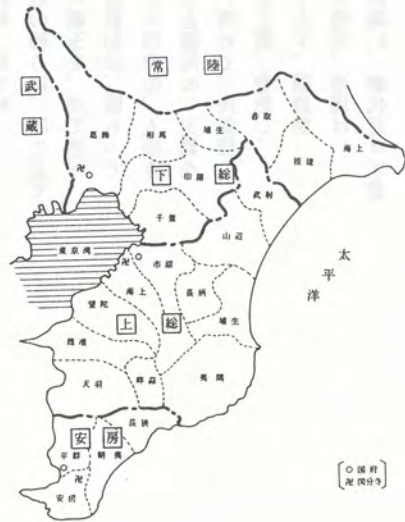 常陸
武蔵
葛飾
相馬
埴生
香取
海上
匝瑳
下総
印旛
千葉
武射
山辺
卍
東京湾
卍
市原
海上
長柄
望陀
上総
埴生
周准
夷隅
天羽
畔蒜
安房
長狭
平群
朝夷
卍
安房
太平洋
○ 国府
卍 国分寺